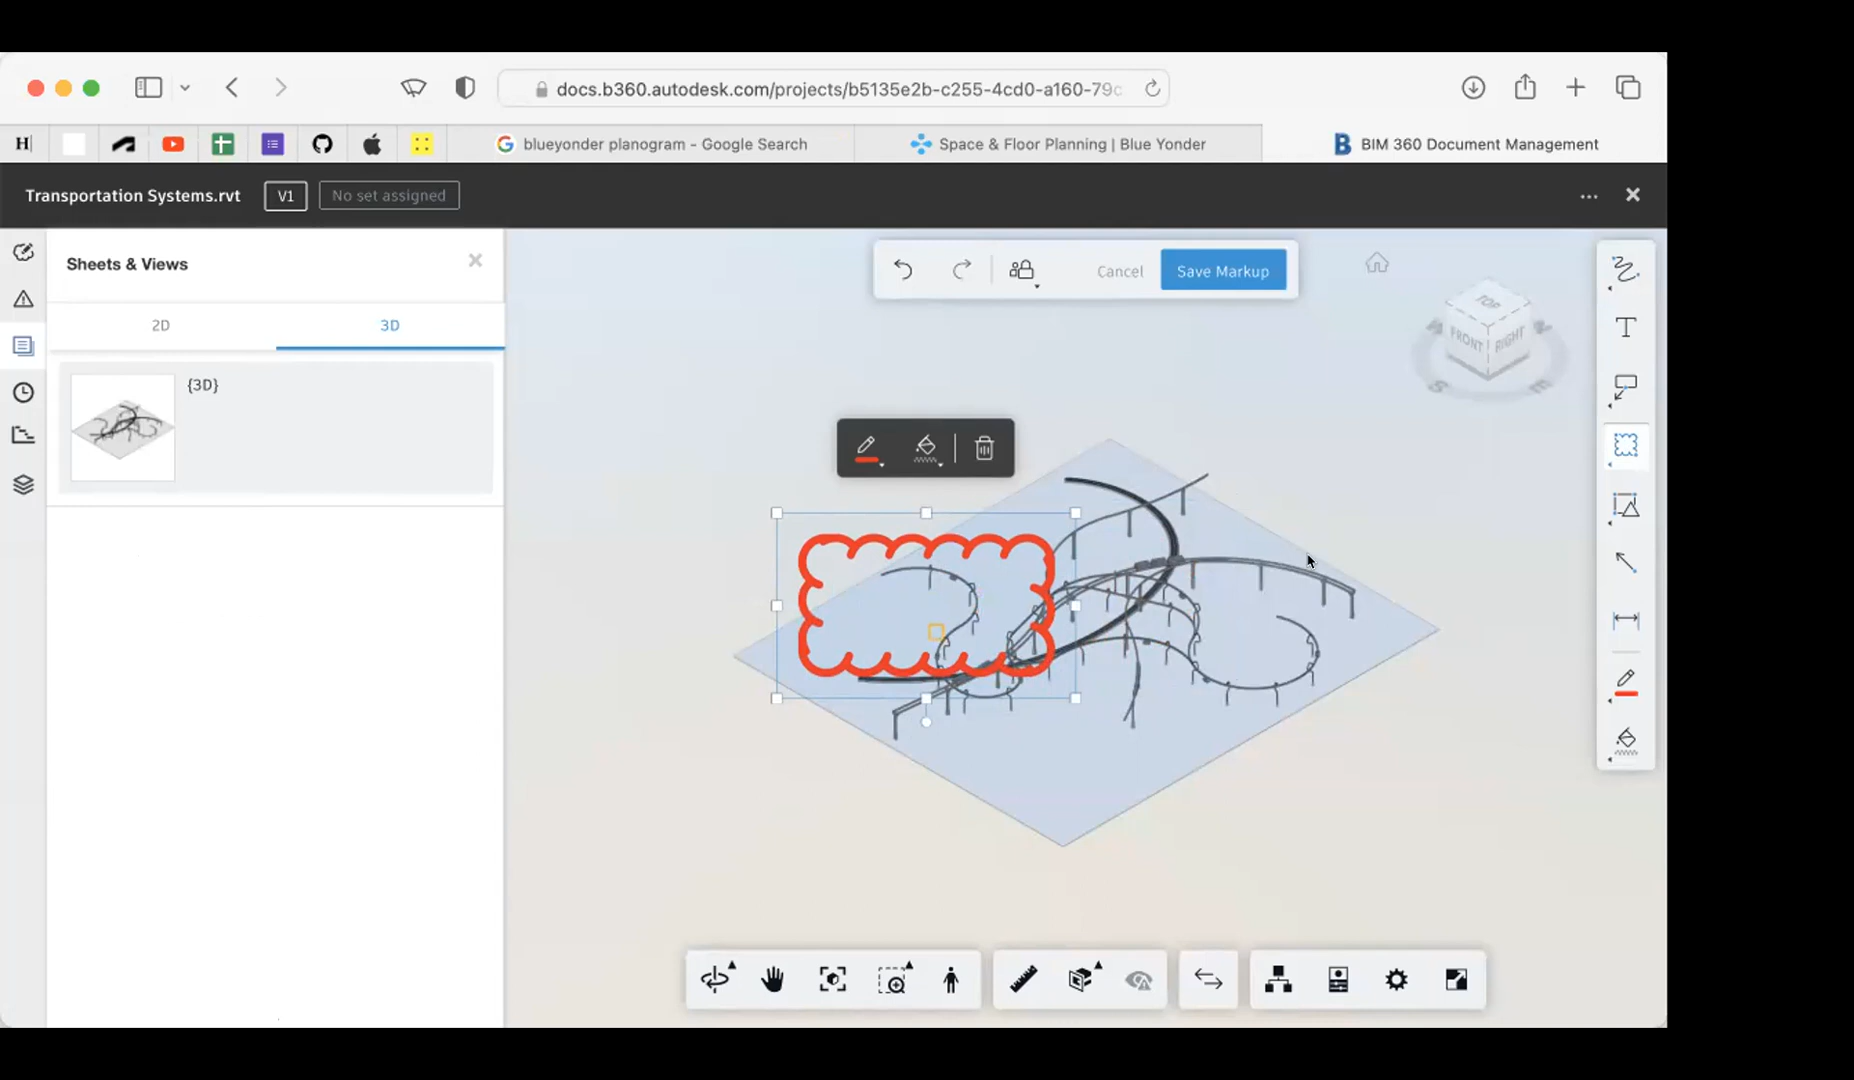 docs.b360.autodesk.com/projects/b5135e2b-c255-4cd0-a160-79c
H
blueyonder planogram - Google Search
Space & Floor Planning | Blue Yonder
BIM 360 Document Management
Transportation Systems.rvt
V1
No set assigned
Sheets & Views
Cancel
Save Markup
2D
3D
{3D}
TOP
FRONT
RIGHT
S
E
T